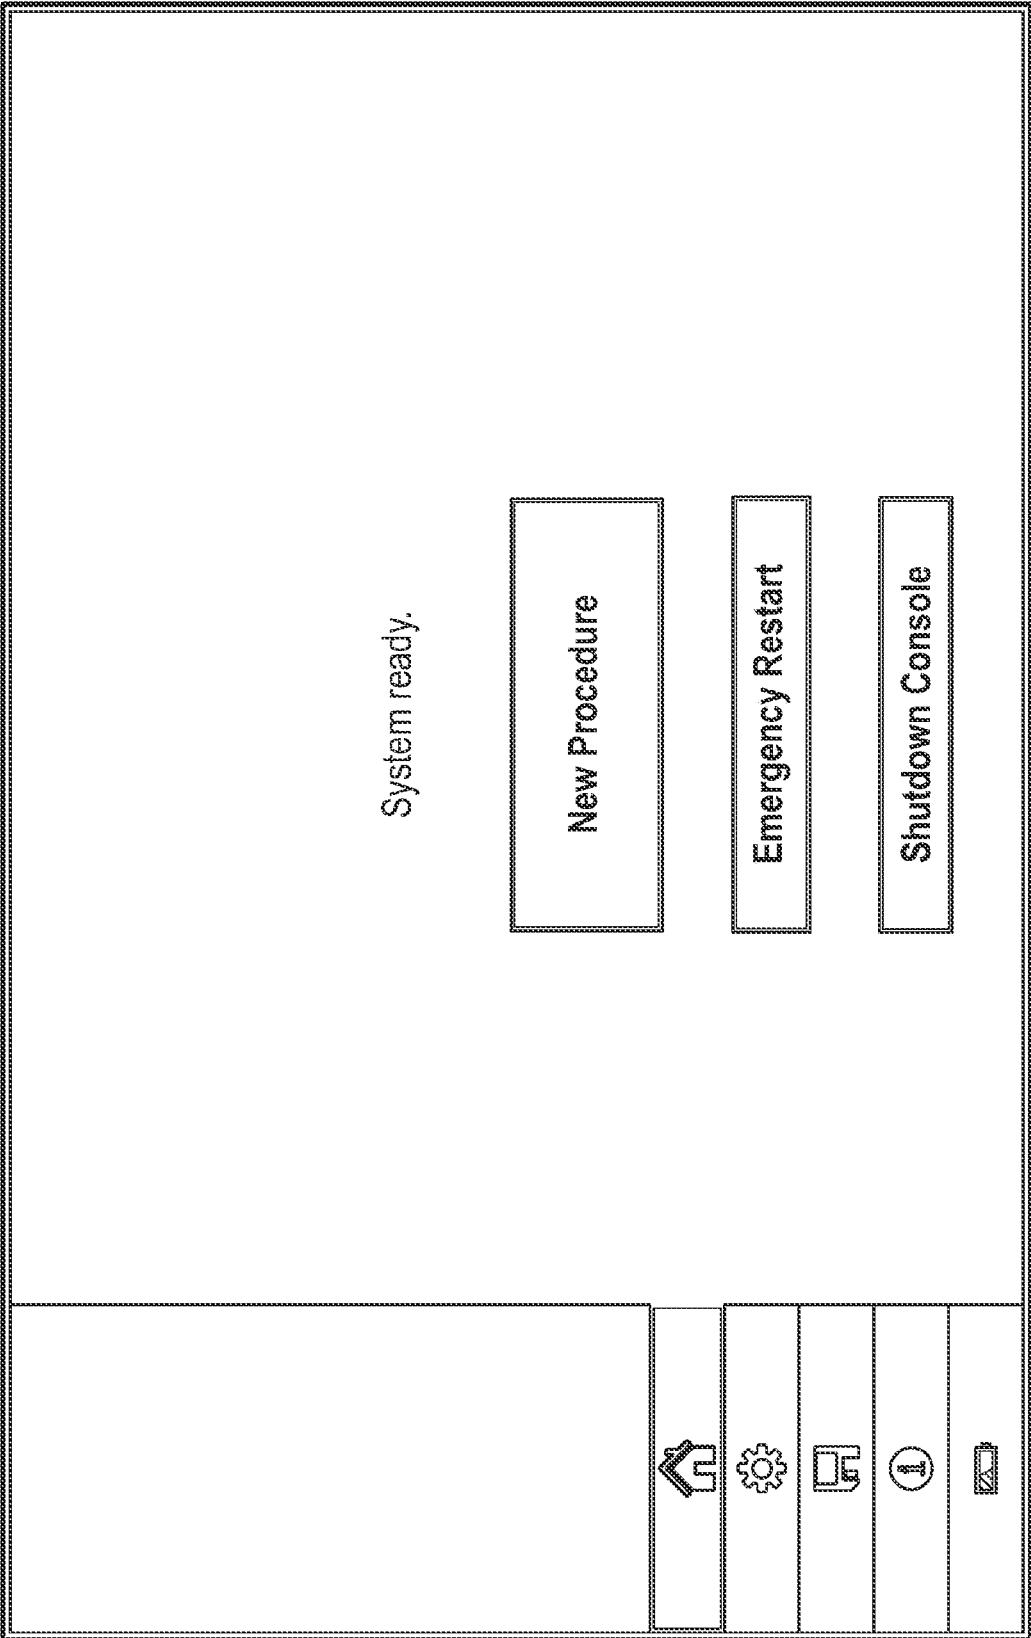 System ready.
New Procedure
Emergency Restart
Shutdown Console